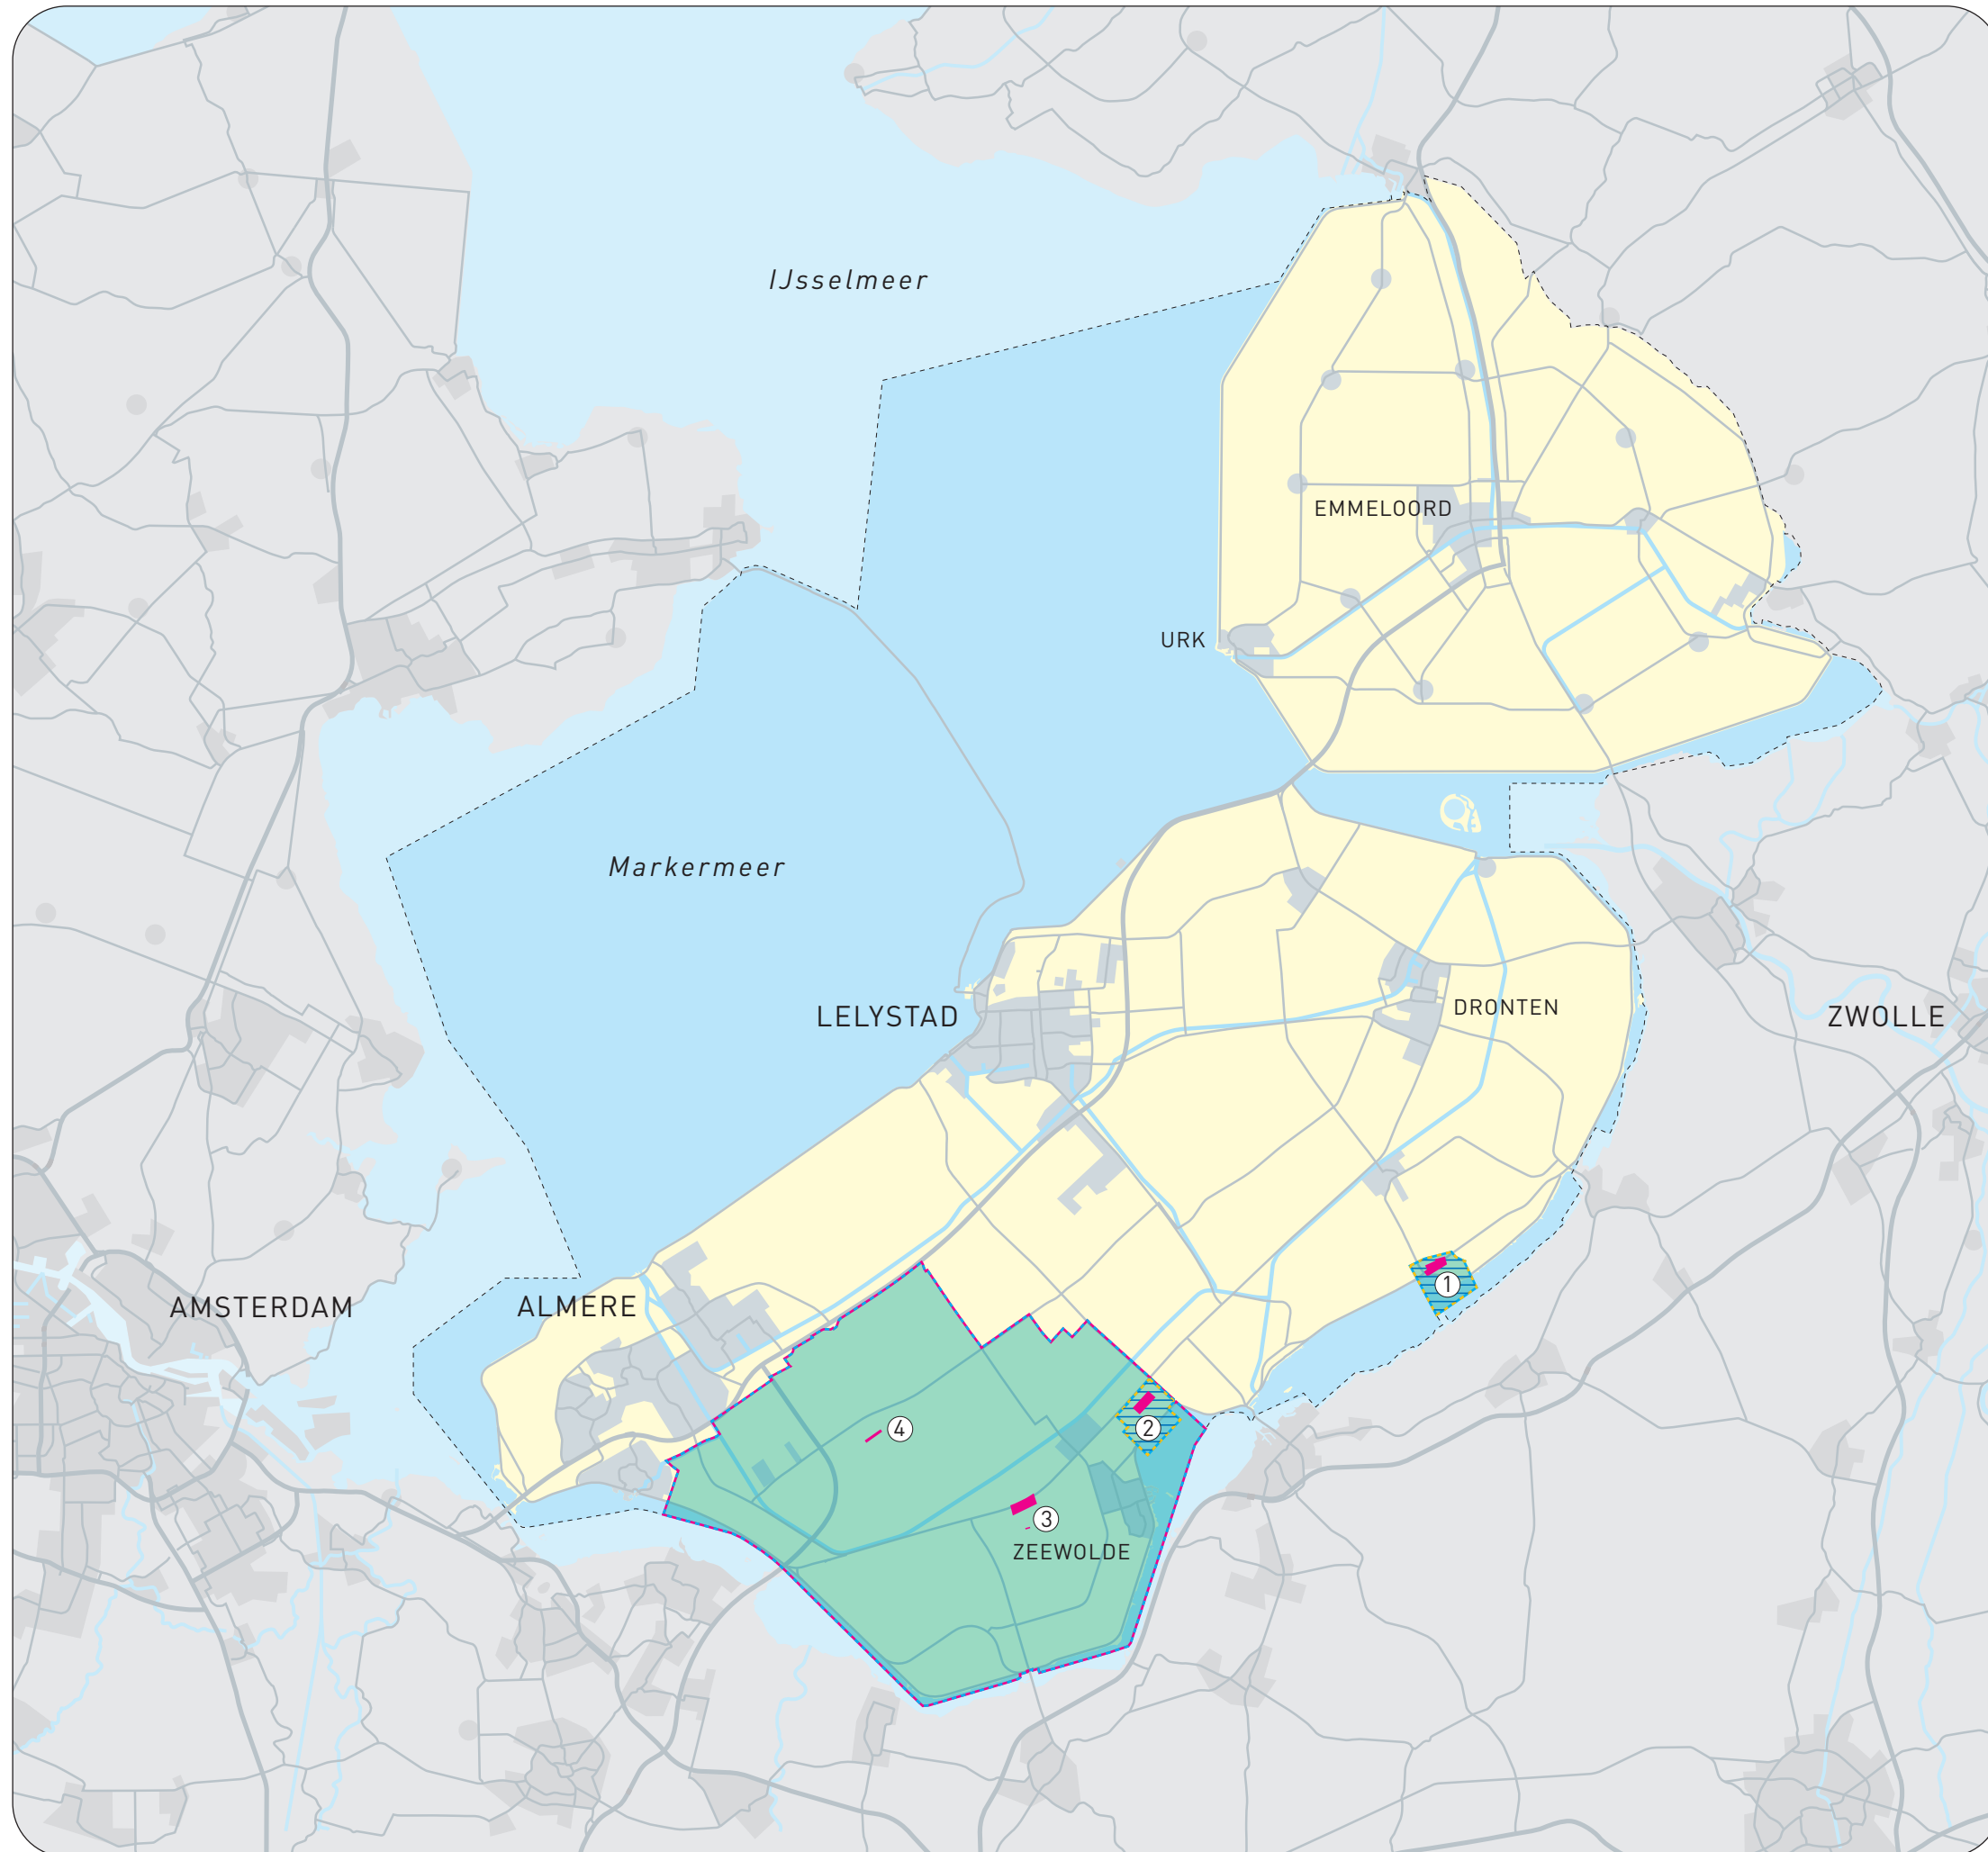 IJsselmeer
EMMELOORD
URK
Markermeer
LELYSTAD
DRONTEN
ZWOLLE
1
AMSTERDAM
ALMERE
2
4
3
ZEEWOLDE